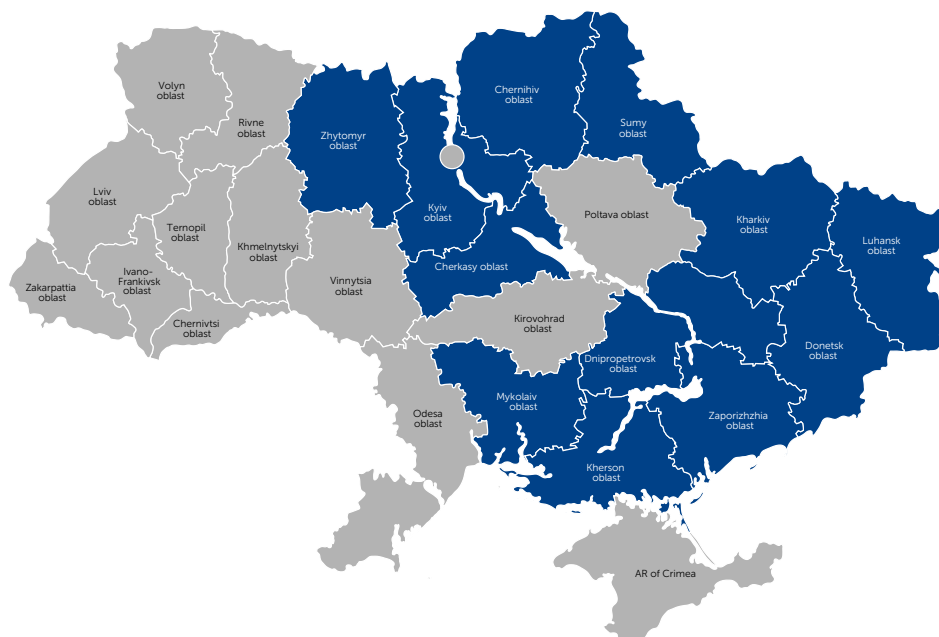 Volyn
oblast
Rivne
oblast
Zhytomyr
oblast
Chernihiv
oblast
Sumy
oblast
Lviv
oblast
Ternopil
oblast
Khmelnytskyi
oblast
Kyiv
oblast
Poltava oblast
Kharkiv
oblast
Luhansk
oblast
Zakarpattia
oblast
Ivano-
Frankivsk
oblast
Vinnytsia
oblast
Cherkasy oblast
Chernivtsi
oblast
Kirovohrad
oblast
Dnipropetrovsk
oblast
Donetsk
oblast
Odesa
oblast
Mykolaiv
oblast
Zaporizhzhia
oblast
Kherson
oblast
AR of Crimea